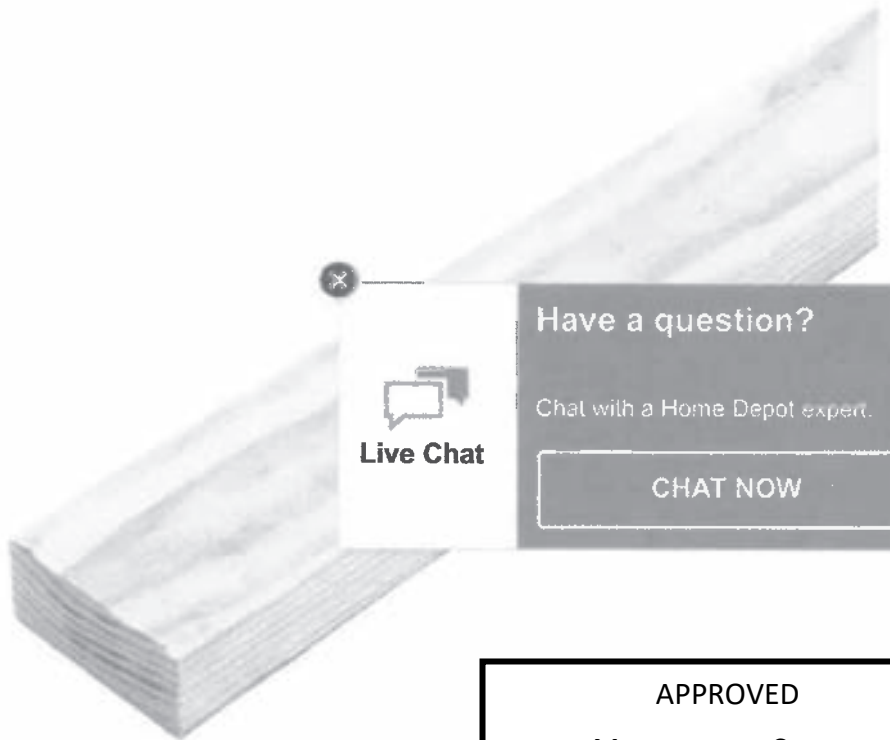 Have a question?
Chat with a Home Depot expert.
Live Chat
CHAT NOW
APPROVED